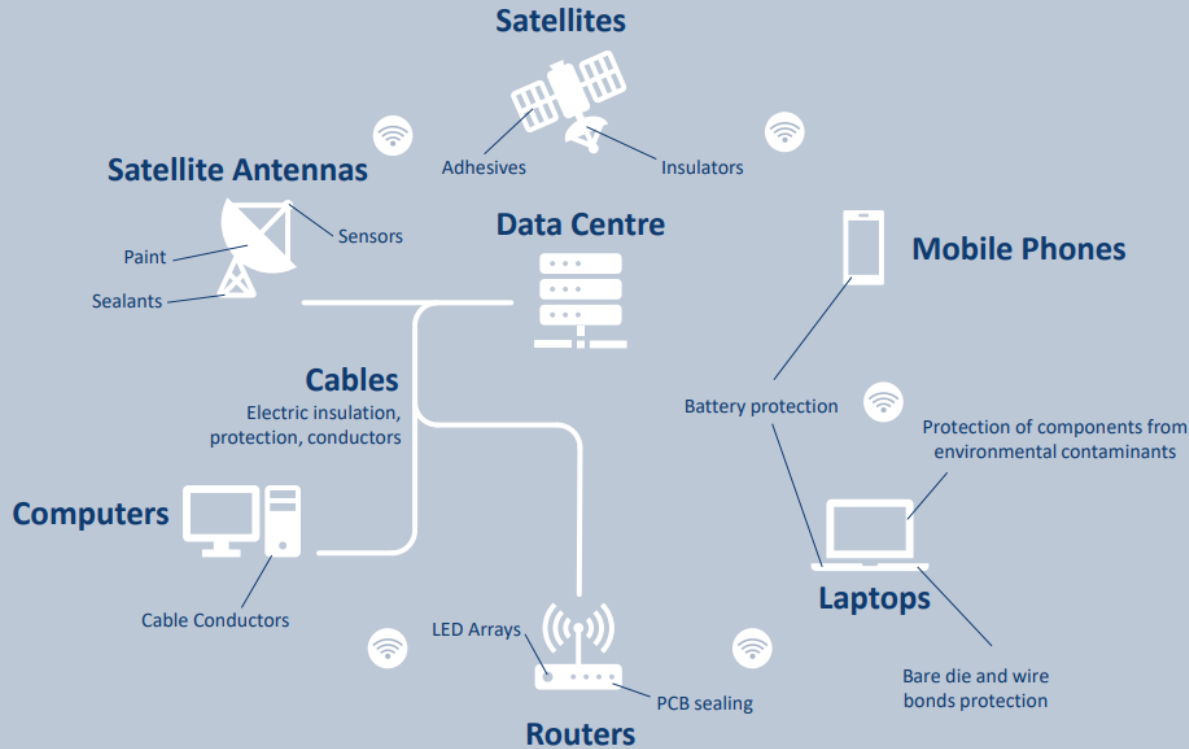 Satellites
Adhesives
Insulators
Satellite Antennas
Sensors
Paint
Sealants
Data Centre
Mobile Phones
Cables
Electric insulation,
protection, conductors
Battery protection
Protection of components from
environmental contaminants
Computers
Cable Conductors
Laptops
LED Arrays
PCB sealing
Routers
Bare die and wire
bonds protection